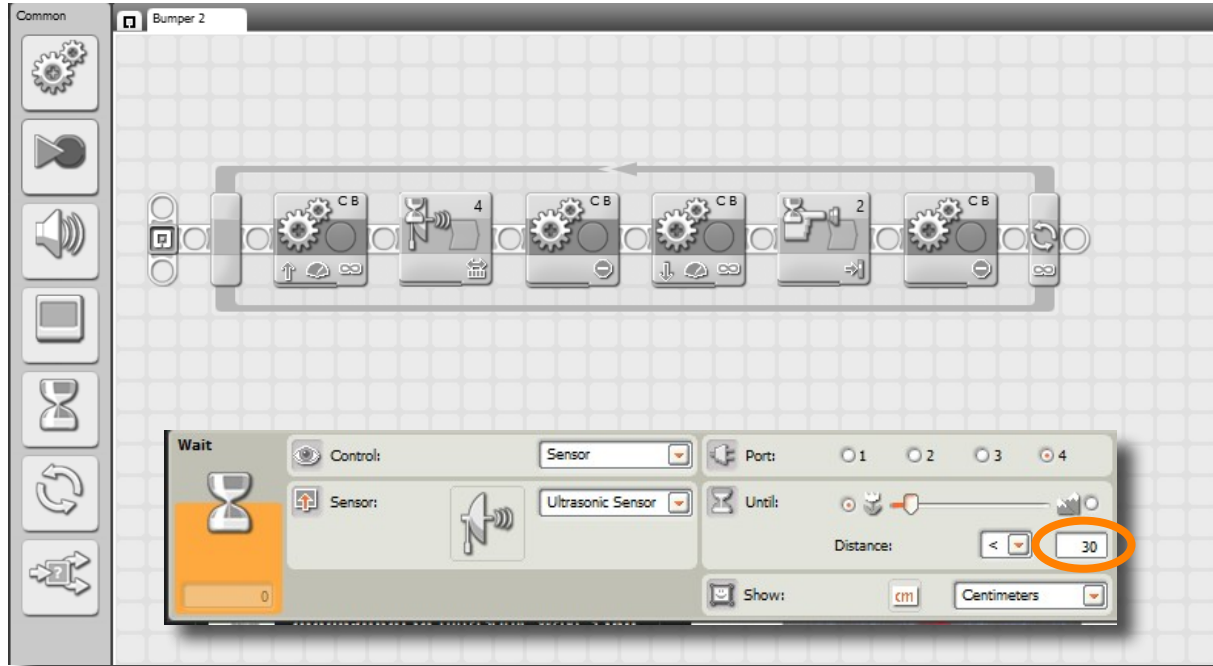 Common
Bumper 2
C B
4
C B
C B
2
C B
Wait
Control:
Sensor
Port:
1
2
3
4
Sensor:
Ultrasonic Sensor
Until:
Distance:
<
30
0
Show:
cm
Centimeters